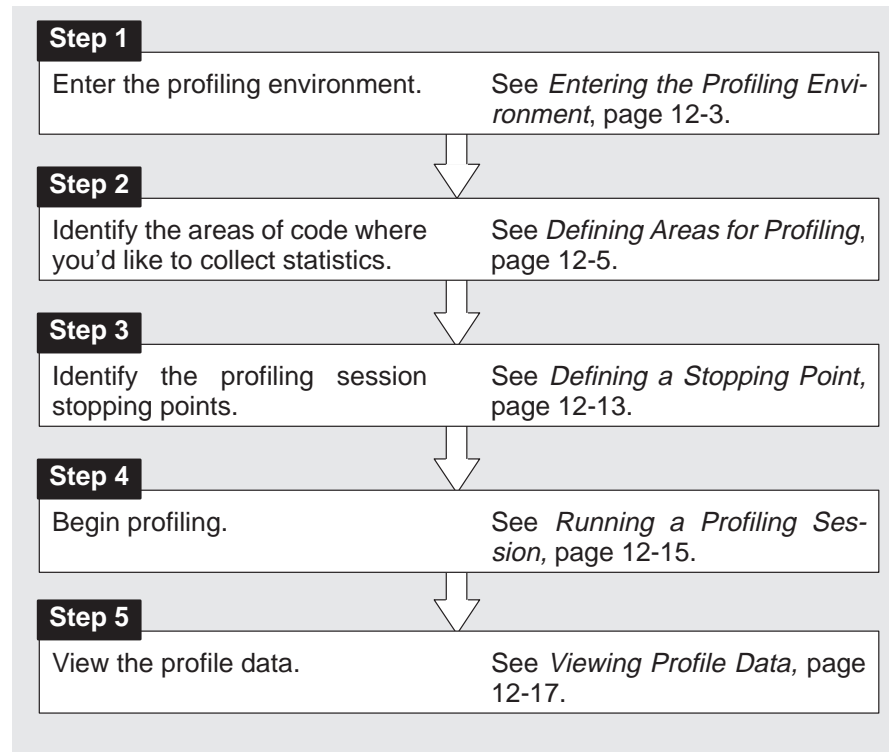 Step 1
Enter the profiling environment.
See Entering the Profiling Envi-
ronment, page 12-3.
Step 2
Identify the areas of code where
you'd like to collect statistics.
See Defining Areas for Profiling,
page 12-5.
Step 3
Identify the profiling session
stopping points.
See Defining a Stopping Point,
page 12-13.
Step 4
Begin profiling.
See Running a Profiling Ses-
sion, page 12-15.
Step 5
View the profile data.
See Viewing Profile Data, page
12-17.